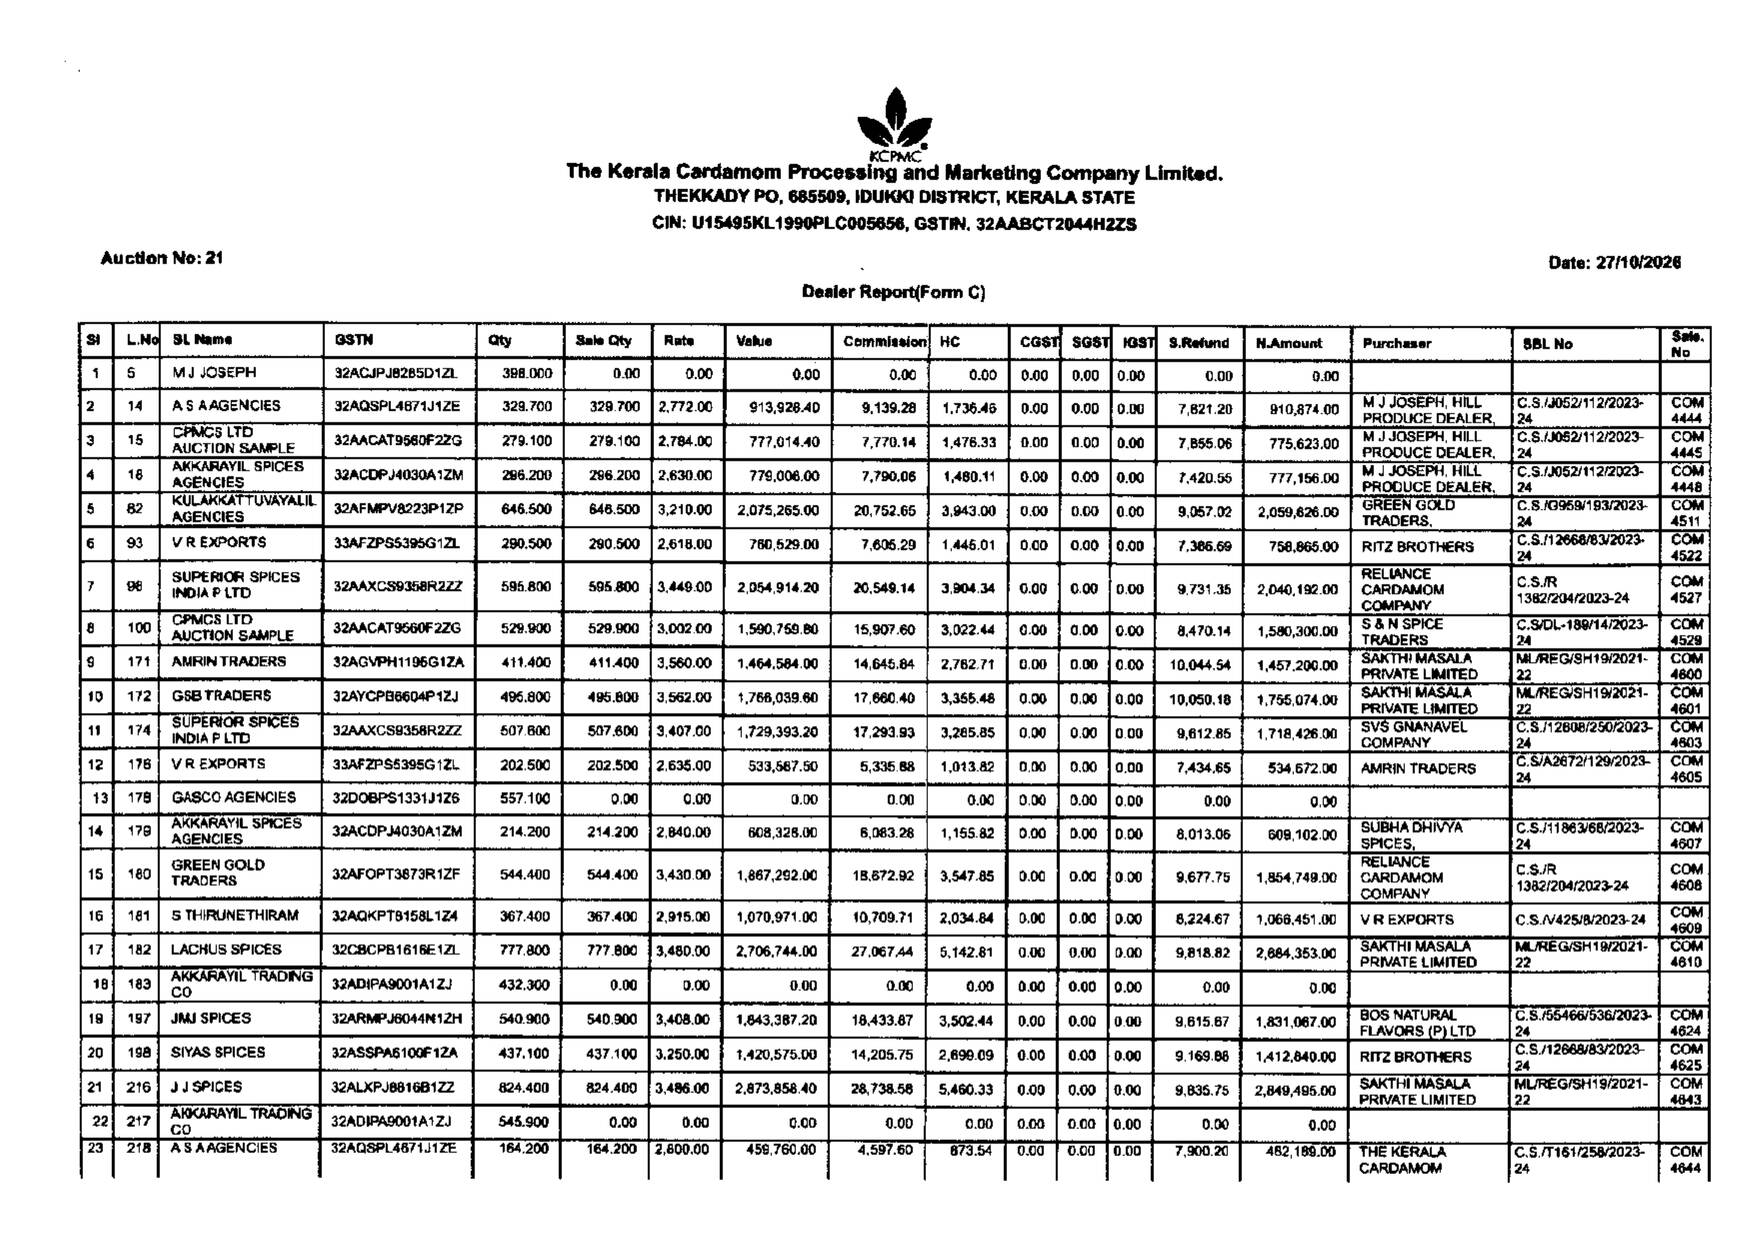 KCPMC
The Kerala Cardamom Processing and Marketing Company Limited.
THEKKADY PO, 685509, IDUKKI DISTRICT, KERALA STATE
CIN: U15495KL1990PLC005656, GSTIN. 32AABCT2044H2ZS
Auction No: 21
Date: 27/10/2026
Dealer Report(Form C)
Sl L.No SL Name GSTN Qty Sale Qty Rate Value Commission HC CGST SGST IGST S.Refund N.Amount Purchaser SBL No Sale. No
1 5 M J JOSEPH 32ACJPJ8285D1ZL 398.000 0.00 0.00 0.00 0.00 0.00 0.00 0.00 0.00 0.00 0.00
2 14 A S A AGENCIES 32AQSPL4671J1ZE 329.700 329.700 2,772.00 913,928.40 9,139.28 1,736.46 0.00 0.00 0.00 7,821.20 910,874.00 M J JOSEPH, HILL PRODUCE DEALER, C.S./J052/112/2023-24 COM 4444
3 15 CPMCS LTD AUCTION SAMPLE 32AACAT9560F2ZG 279.100 279.100 2,784.00 777,014.40 7,770.14 1,476.33 0.00 0.00 0.00 7,855.06 775,623.00 M J JOSEPH, HILL PRODUCE DEALER, C.S./J052/112/2023-24 COM 4445
4 18 AKKARAYIL SPICES AGENCIES 32ACDPJ4030A1ZM 296.200 296.200 2,630.00 779,006.00 7,790.06 1,480.11 0.00 0.00 0.00 7,420.55 777,156.00 M J JOSEPH, HILL PRODUCE DEALER, C.S./J052/112/2023-24 COM 4448
5 82 KULAKKATTUVAYALIL AGENCIES 32AFMPV8223P1ZP 646.500 646.500 3,210.00 2,075,265.00 20,752.65 3,943.00 0.00 0.00 0.00 9,057.02 2,059,626.00 GREEN GOLD TRADERS, C.S./G959/193/2023-24 COM 4511
6 93 V R EXPORTS 33AFZPS5395G1ZL 290.500 290.500 2,618.00 760,529.00 7,605.29 1,445.01 0.00 0.00 0.00 7,386.69 758,865.00 RITZ BROTHERS C.S./12668/83/2023-24 COM 4522
7 98 SUPERIOR SPICES INDIA P LTD 32AAXCS9358R2ZZ 595.800 595.800 3,449.00 2,054,914.20 20,549.14 3,904.34 0.00 0.00 0.00 9,731.35 2,040,192.00 RELIANCE CARDAMOM COMPANY C.S./R 1382/204/2023-24 COM 4527
8 100 CPMCS LTD AUCTION SAMPLE 32AACAT9560F2ZG 529.900 529.900 3,002.00 1,590,759.80 15,907.60 3,022.44 0.00 0.00 0.00 8,470.14 1,580,300.00 S & N SPICE TRADERS C.S/DL-189/14/2023-24 COM 4529
9 171 AMRIN TRADERS 32AGVPH1195G1ZA 411.400 411.400 3,560.00 1,464,584.00 14,645.84 2,782.71 0.00 0.00 0.00 10,044.54 1,457,200.00 SAKTHI MASALA PRIVATE LIMITED ML/REG/SH19/2021-22 COM 4600
10 172 GSB TRADERS 32AYCPB6604P1ZJ 495.800 495.800 3,562.00 1,766,039.60 17,660.40 3,355.48 0.00 0.00 0.00 10,050.18 1,755,074.00 SAKTHI MASALA PRIVATE LIMITED ML/REG/SH19/2021-22 COM 4601
11 174 SUPERIOR SPICES INDIA P LTD 32AAXCS9358R2ZZ 507.600 507.600 3,407.00 1,729,393.20 17,293.93 3,285.85 0.00 0.00 0.00 9,612.85 1,718,426.00 SVS GNANAVEL COMPANY C.S./12608/250/2023-24 COM 4603
12 176 V R EXPORTS 33AFZPS5395G1ZL 202.500 202.500 2,635.00 533,587.50 5,335.88 1,013.82 0.00 0.00 0.00 7,434.65 534,672.00 AMRIN TRADERS C.S/A2672/129/2023-24 COM 4605
13 178 GASCO AGENCIES 32DOBPS1331J1Z6 557.100 0.00 0.00 0.00 0.00 0.00 0.00 0.00 0.00 0.00 0.00
14 179 AKKARAYIL SPICES AGENCIES 32ACDPJ4030A1ZM 214.200 214.200 2,840.00 608,328.00 6,083.28 1,155.82 0.00 0.00 0.00 8,013.06 609,102.00 SUBHA DHIVYA SPICES, C.S./11863/68/2023-24 COM 4607
15 180 GREEN GOLD TRADERS 32AFOPT3873R1ZF 544.400 544.400 3,430.00 1,867,292.00 18,672.92 3,547.85 0.00 0.00 0.00 9,677.75 1,854,749.00 RELIANCE CARDAMOM COMPANY C.S./R 1382/204/2023-24 COM 4608
16 181 S THIRUNETHIRAM 32AQKPT8158L1Z4 367.400 367.400 2,915.00 1,070,971.00 10,709.71 2,034.84 0.00 0.00 0.00 8,224.67 1,066,451.00 V R EXPORTS C.S./V425/8/2023-24 COM 4609
17 182 LACHUS SPICES 32CBCPB1616E1ZL 777.800 777.800 3,480.00 2,706,744.00 27,067.44 5,142.81 0.00 0.00 0.00 9,818.82 2,684,353.00 SAKTHI MASALA PRIVATE LIMITED ML/REG/SH19/2021-22 COM 4610
18 183 AKKARAYIL TRADING CO 32ADIPA9001A1ZJ 432.300 0.00 0.00 0.00 0.00 0.00 0.00 0.00 0.00 0.00 0.00
19 197 JMJ SPICES 32ARMPJ6044N1ZH 540.900 540.900 3,408.00 1,843,387.20 18,433.87 3,502.44 0.00 0.00 0.00 9,615.67 1,831,067.00 BOS NATURAL FLAVORS (P) LTD C.S./55466/536/2023-24 COM 4624
20 198 SIYAS SPICES 32ASSPA6100F1ZA 437.100 437.100 3,250.00 1,420,575.00 14,205.75 2,699.09 0.00 0.00 0.00 9,169.86 1,412,840.00 RITZ BROTHERS C.S./12668/83/2023-24 COM 4625
21 216 J J SPICES 32ALXPJ8816B1ZZ 824.400 824.400 3,486.00 2,873,858.40 28,738.58 5,460.33 0.00 0.00 0.00 9,835.75 2,849,495.00 SAKTHI MASALA PRIVATE LIMITED ML/REG/SH19/2021-22 COM 4643
22 217 AKKARAYIL TRADING CO 32ADIPA9001A1ZJ 545.900 0.00 0.00 0.00 0.00 0.00 0.00 0.00 0.00 0.00 0.00
23 218 A S A AGENCIES 32AQSPL4671J1ZE 164.200 164.200 2,800.00 459,760.00 4,597.60 873.54 0.00 0.00 0.00 7,900.20 462,189.00 THE KERALA CARDAMOM C.S./T161/258/2023-24 COM 4644